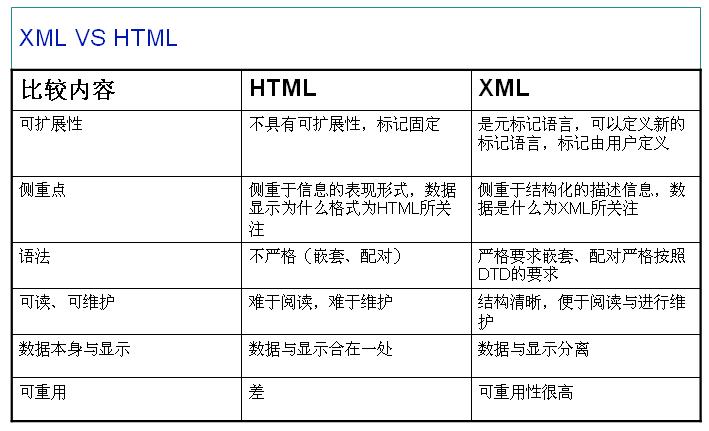 XML VS HTML
比较内容 HTML XML
可扩展性 不具有可扩展性，标记固定 是元标记语言，可以定义新的
标记语言，标记由用户定义
侧重点 侧重于信息的表现形式，数据 侧重于结构化的描述信息，数
显示为什么格式为HTML所关 据是什么为XML所关注
注
语法 不严格（嵌套、配对） 严格要求嵌套、配对严格按照
DTD的要求
可读、可维护 难于阅读，难于维护 结构清晰，便于阅读与进行维
护
数据本身与显示 数据与显示合在一处 数据与显示分离
可重用 差 可重用性很高